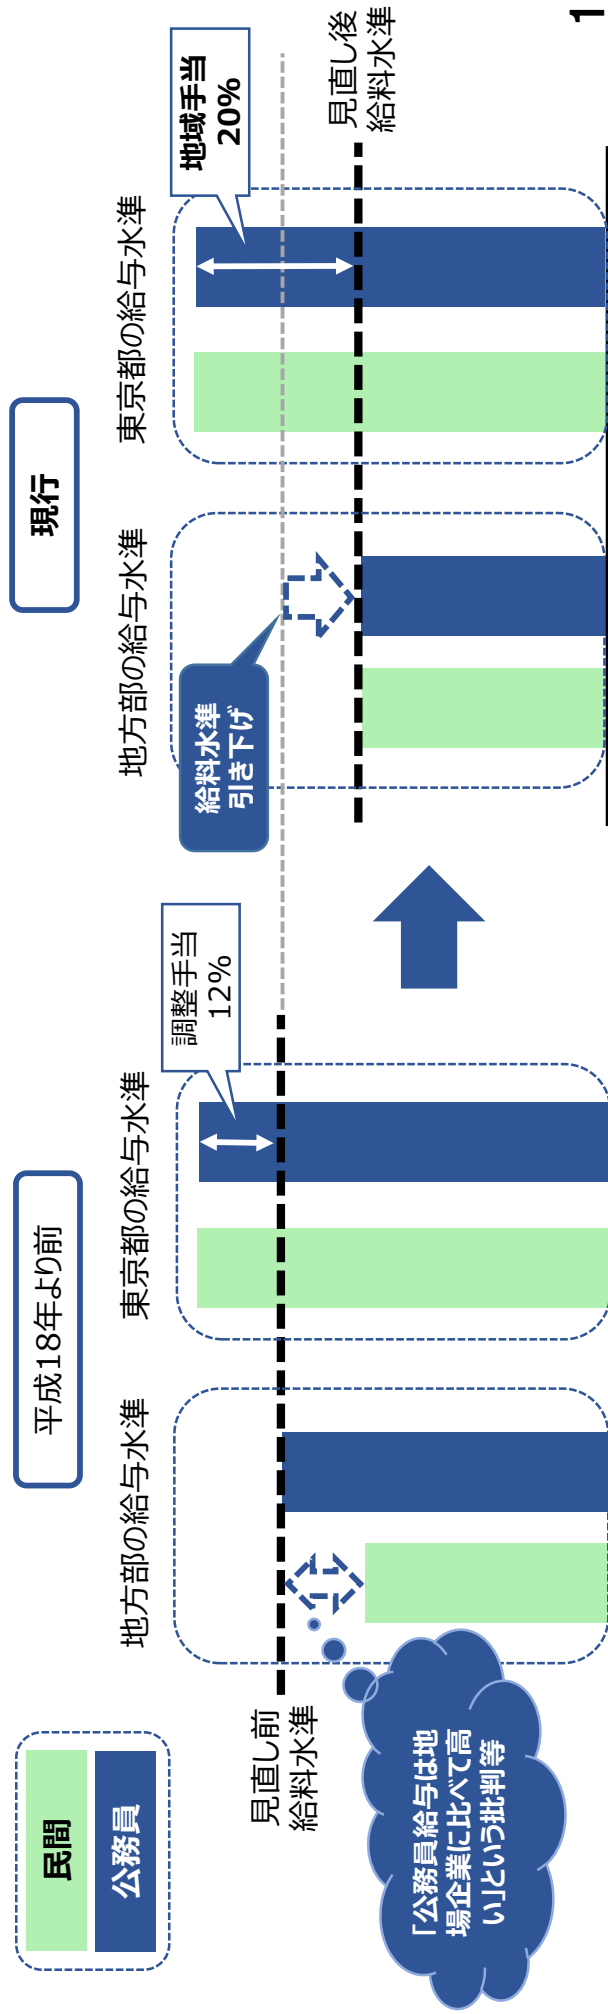 民間
公務員
平成18年より前
地方部の給与水準
東京都の給与水準
見直し前
給料水準
調整手当
12%
「公務員給与は地
場企業に比べて高
い」という批判等
現行
地方部の給与水準
東京都の給与水準
給料水準
引き下げ
地域手当
20%
見直し後
給料水準
1